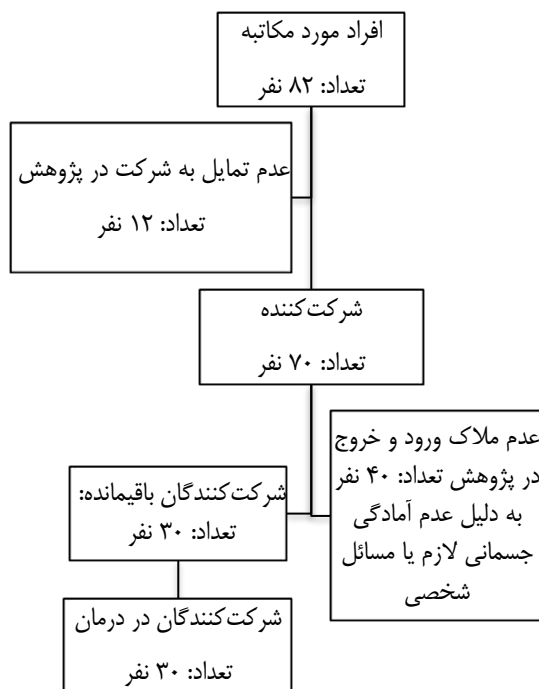 افراد مورد مکاتبه
تعداد: ۸۲ نفر
عدم تمایل به شرکت در پژوهش
تعداد: ۱۲ نفر
شرکت‌کننده
تعداد: ۷۰ نفر
عدم ملاک ورود و خروج
در پژوهش تعداد: ۴۰ نفر
به دلیل عدم آمادگی
جسمانی لازم یا مسائل
شخصی
شرکت‌کنندگان باقیمانده:
تعداد: ۳۰ نفر
شرکت‌کنندگان در درمان
تعداد: ۳۰ نفر